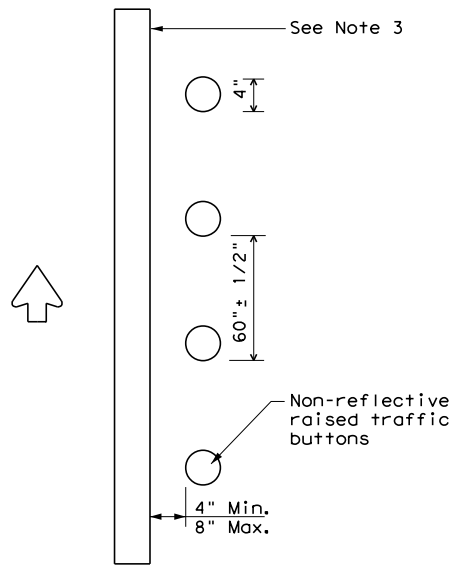 See Note 3
4"
60"± 1/2"
Non-reflective
raised traffic
buttons
4" Min.
8" Max.